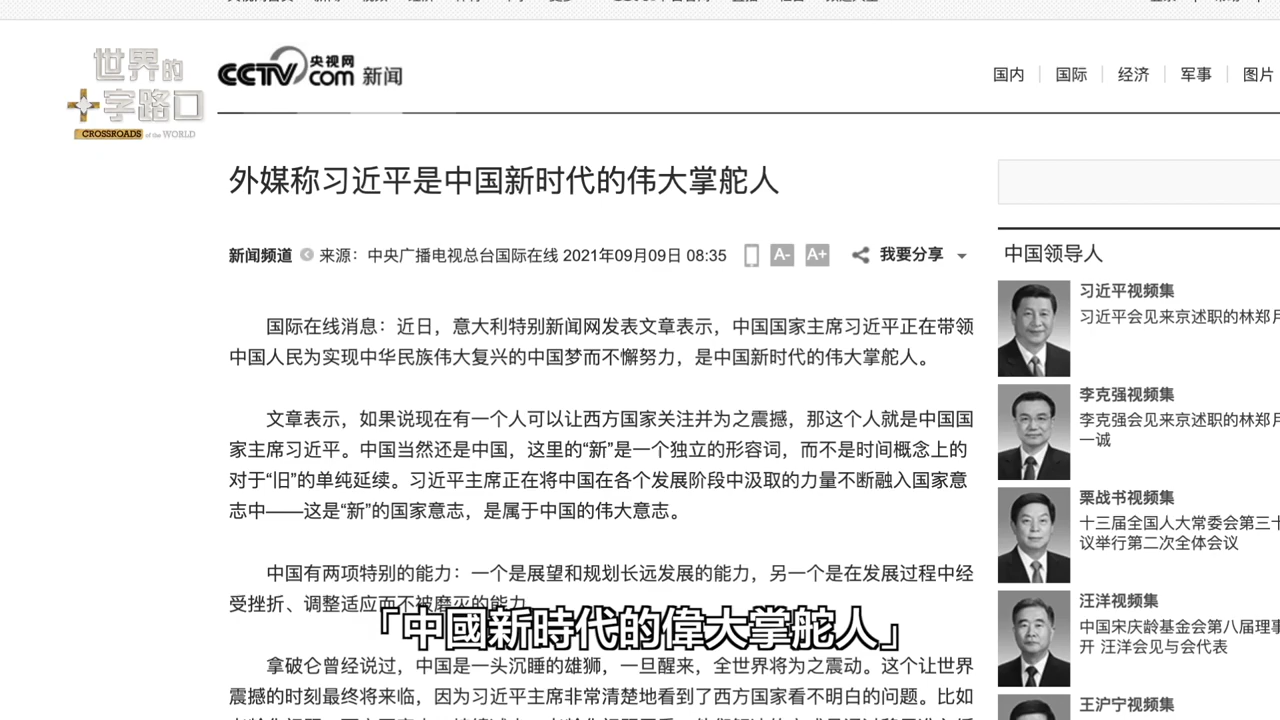 世界的
十字路口
CROSSROADS of the WORLD
CCTV com 央视网 新闻
国内 国际 经济 军事 图片
外媒称习近平是中国新时代的伟大掌舵人
新闻频道 来源：中央广播电视总台国际在线 2021年09月09日 08:35 A- A+ 我要分享
国际在线消息：近日，意大利特别新闻网发表文章表示，中国国家主席习近平正在带领
中国人民为实现中华民族伟大复兴的中国梦而不懈努力，是中国新时代的伟大掌舵人。
文章表示，如果说现在有一个人可以让西方国家关注并为之震撼，那这个人就是中国国
家主席习近平。中国当然还是中国，这里的“新”是一个独立的形容词，而不是时间概念上的
对于“旧”的单纯延续。习近平主席正在将中国在各个发展阶段中汲取的力量不断融入国家意
志中——这是“新”的国家意志，是属于中国的伟大意志。
中国有两项特别的能力：一个是展望和规划长远发展的能力，另一个是在发展过程中经
受挫折、调整适应而不被磨灭的能力
「中國新時代的偉大掌舵人」
拿破仑曾经说过，中国是一头沉睡的雄狮，一旦醒来，全世界将为之震动。这个让世界
震撼的时刻最终将来临，因为习近平主席非常清楚地看到了西方国家看不明白的问题。比如
中国领导人
习近平视频集
习近平会见来京述职的林郑月
李克强视频集
李克强会见来京述职的林郑月
一诚
栗战书视频集
十三届全国人大常委会第三十
议举行第二次全体会议
汪洋视频集
中国宋庆龄基金会第八届理事
开 汪洋会见与会代表
王沪宁视频集